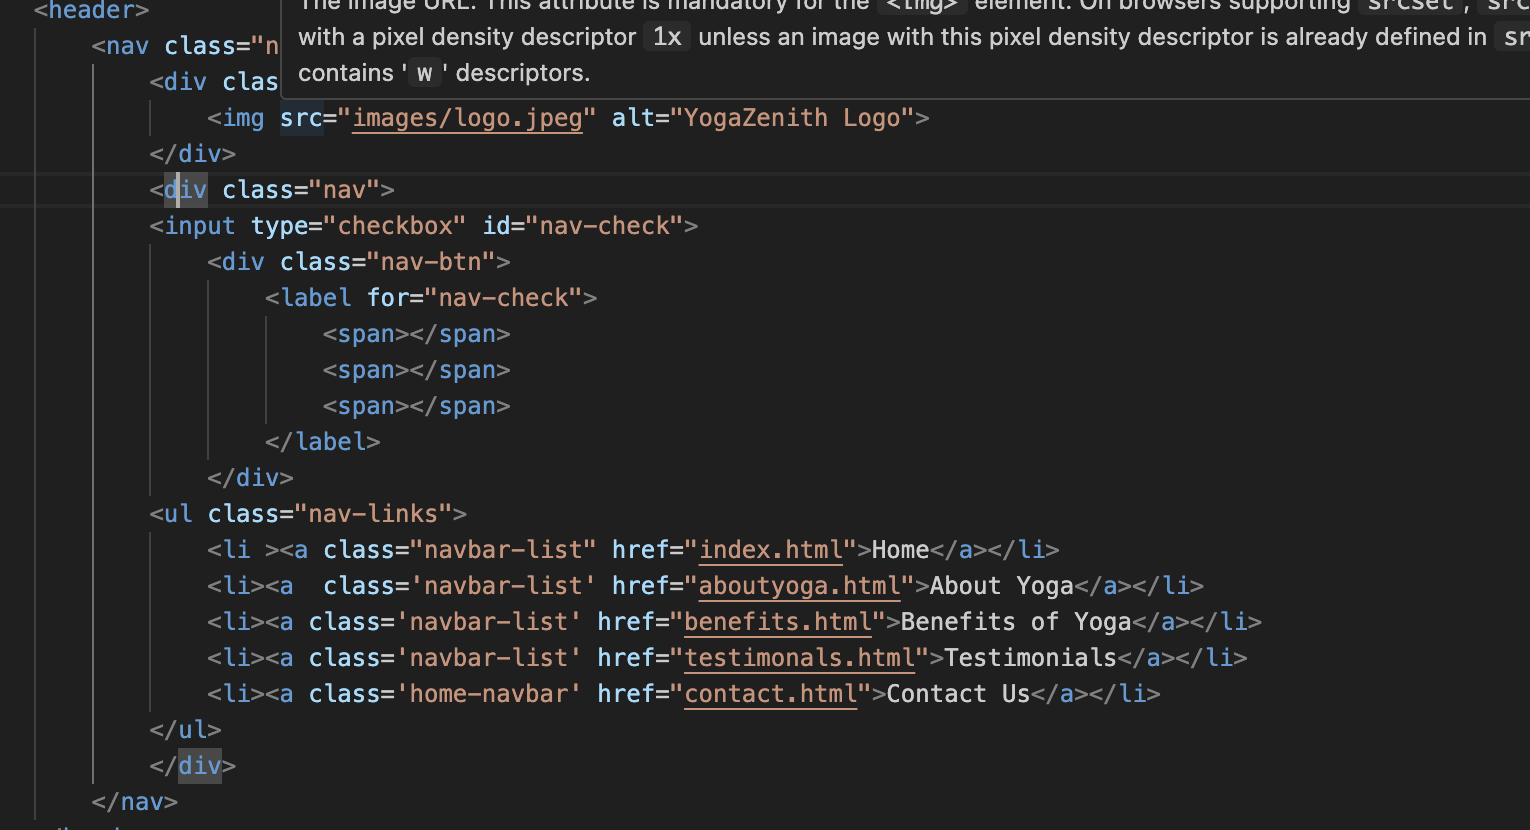 <header>
The image URL. This attribute is mandatory for the <img> element. On browsers supporting srcset, src
<nav class="n
with a pixel density descriptor 1x unless an image with this pixel density descriptor is already defined in sr
<div clas
contains 'w' descriptors.
<img src="images/logo.jpeg" alt="YogaZenith Logo">
</div>
<div class="nav">
<input type="checkbox" id="nav-check">
<div class="nav-btn">
<label for="nav-check">
<span></span>
<span></span>
<span></span>
</label>
</div>
<ul class="nav-links">
<li ><a class="navbar-list" href="index.html">Home</a></li>
<li><a  class='navbar-list' href="aboutyoga.html">About Yoga</a></li>
<li><a class='navbar-list' href="benefits.html">Benefits of Yoga</a></li>
<li><a class='navbar-list' href="testimonals.html">Testimonials</a></li>
<li><a class='home-navbar' href="contact.html">Contact Us</a></li>
</ul>
</div>
</nav>